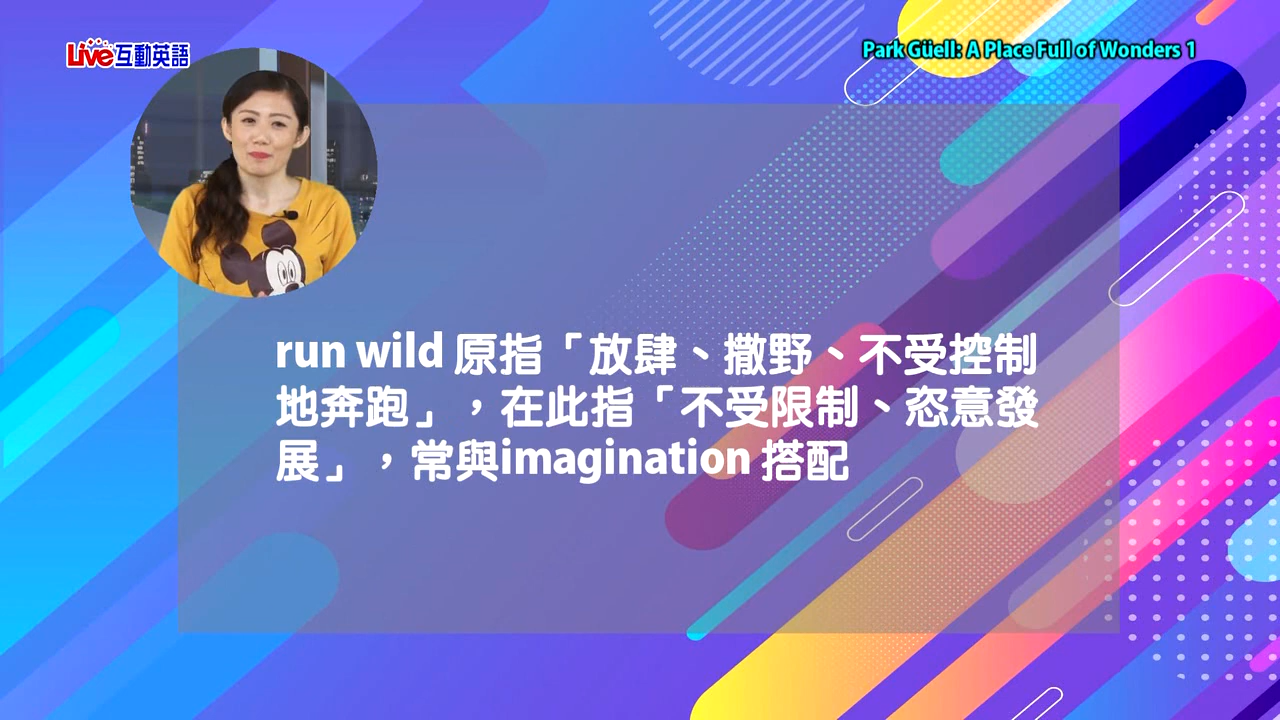 Live互動英語
Park Güell: A Place Full of Wonders 1
run wild 原指「放肆、撒野、不受控制
地奔跑」，在此指「不受限制、恣意發
展」，常與imagination 搭配